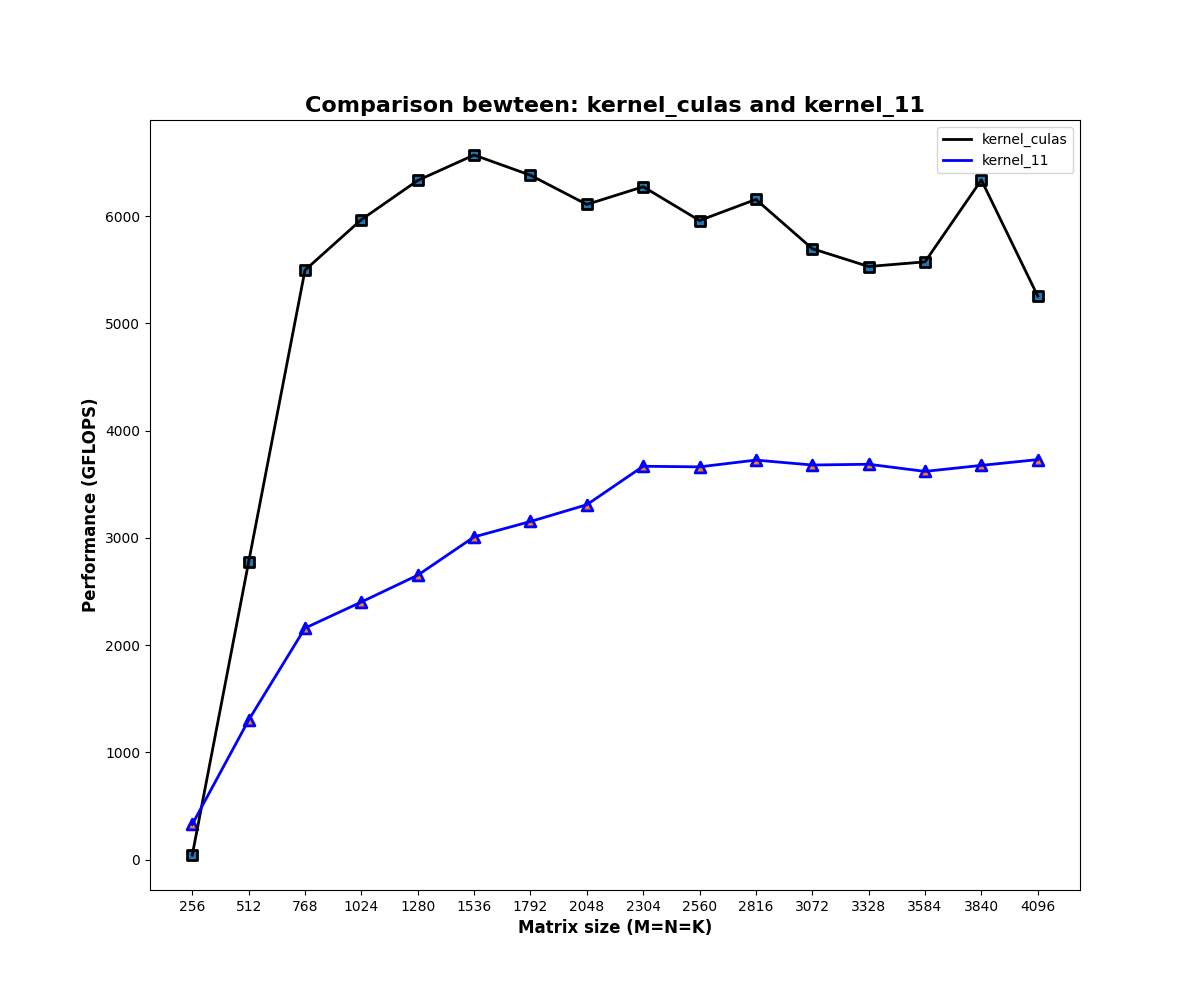 Comparison bewteen: kernel_culas and kernel_11
kernel_culas
kernel_11
Performance (GFLOPS)
6000
5000
4000
3000
2000
1000
0
256 512 768 1024 1280 1536 1792 2048 2304 2560 2816 3072 3328 3584 3840 4096
Matrix size (M=N=K)